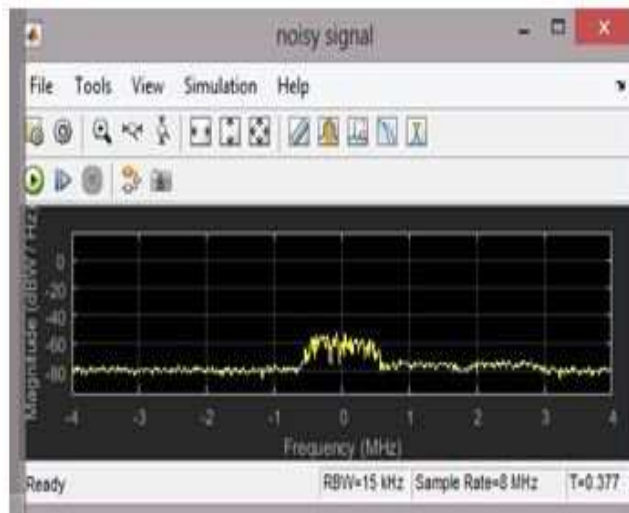 noisy signal
File Tools View Simulation Help
Magnitude (dBW / Hz)
0
-20
-40
-60
-80
-4 -3 -2 -1 0 1 2 3 4
Frequency (MHz)
Ready RBW=15 kHz Sample Rate=8 MHz T=0.377